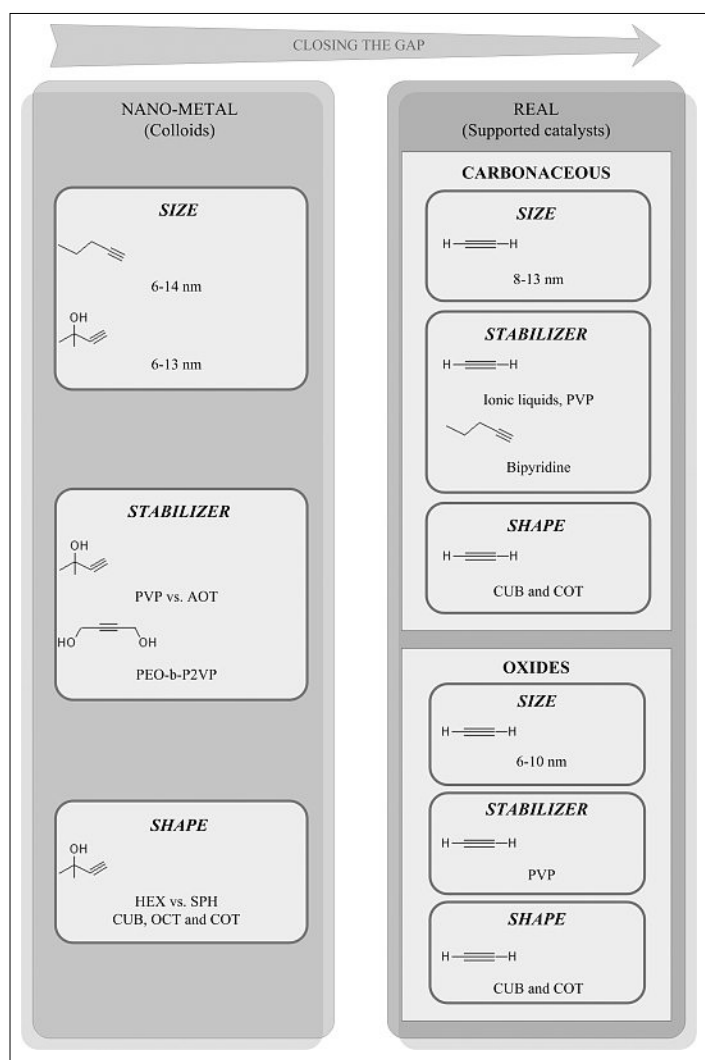 CLOSING THE GAP
NANO-METAL
(Colloids)
SIZE
6-14 nm
OH
6-13 nm
STABILIZER
OH
PVP vs. AOT
HO
OH
PEO-b-P2VP
SHAPE
OH
HEX vs. SPH
CUB, OCT and COT
REAL
(Supported catalysts)
CARBONACEOUS
SIZE
H H
8-13 nm
STABILIZER
H H
Ionic liquids, PVP
Bipyridine
SHAPE
H H
CUB and COT
OXIDES
SIZE
H H
6-10 nm
STABILIZER
H H
PVP
SHAPE
H H
CUB and COT